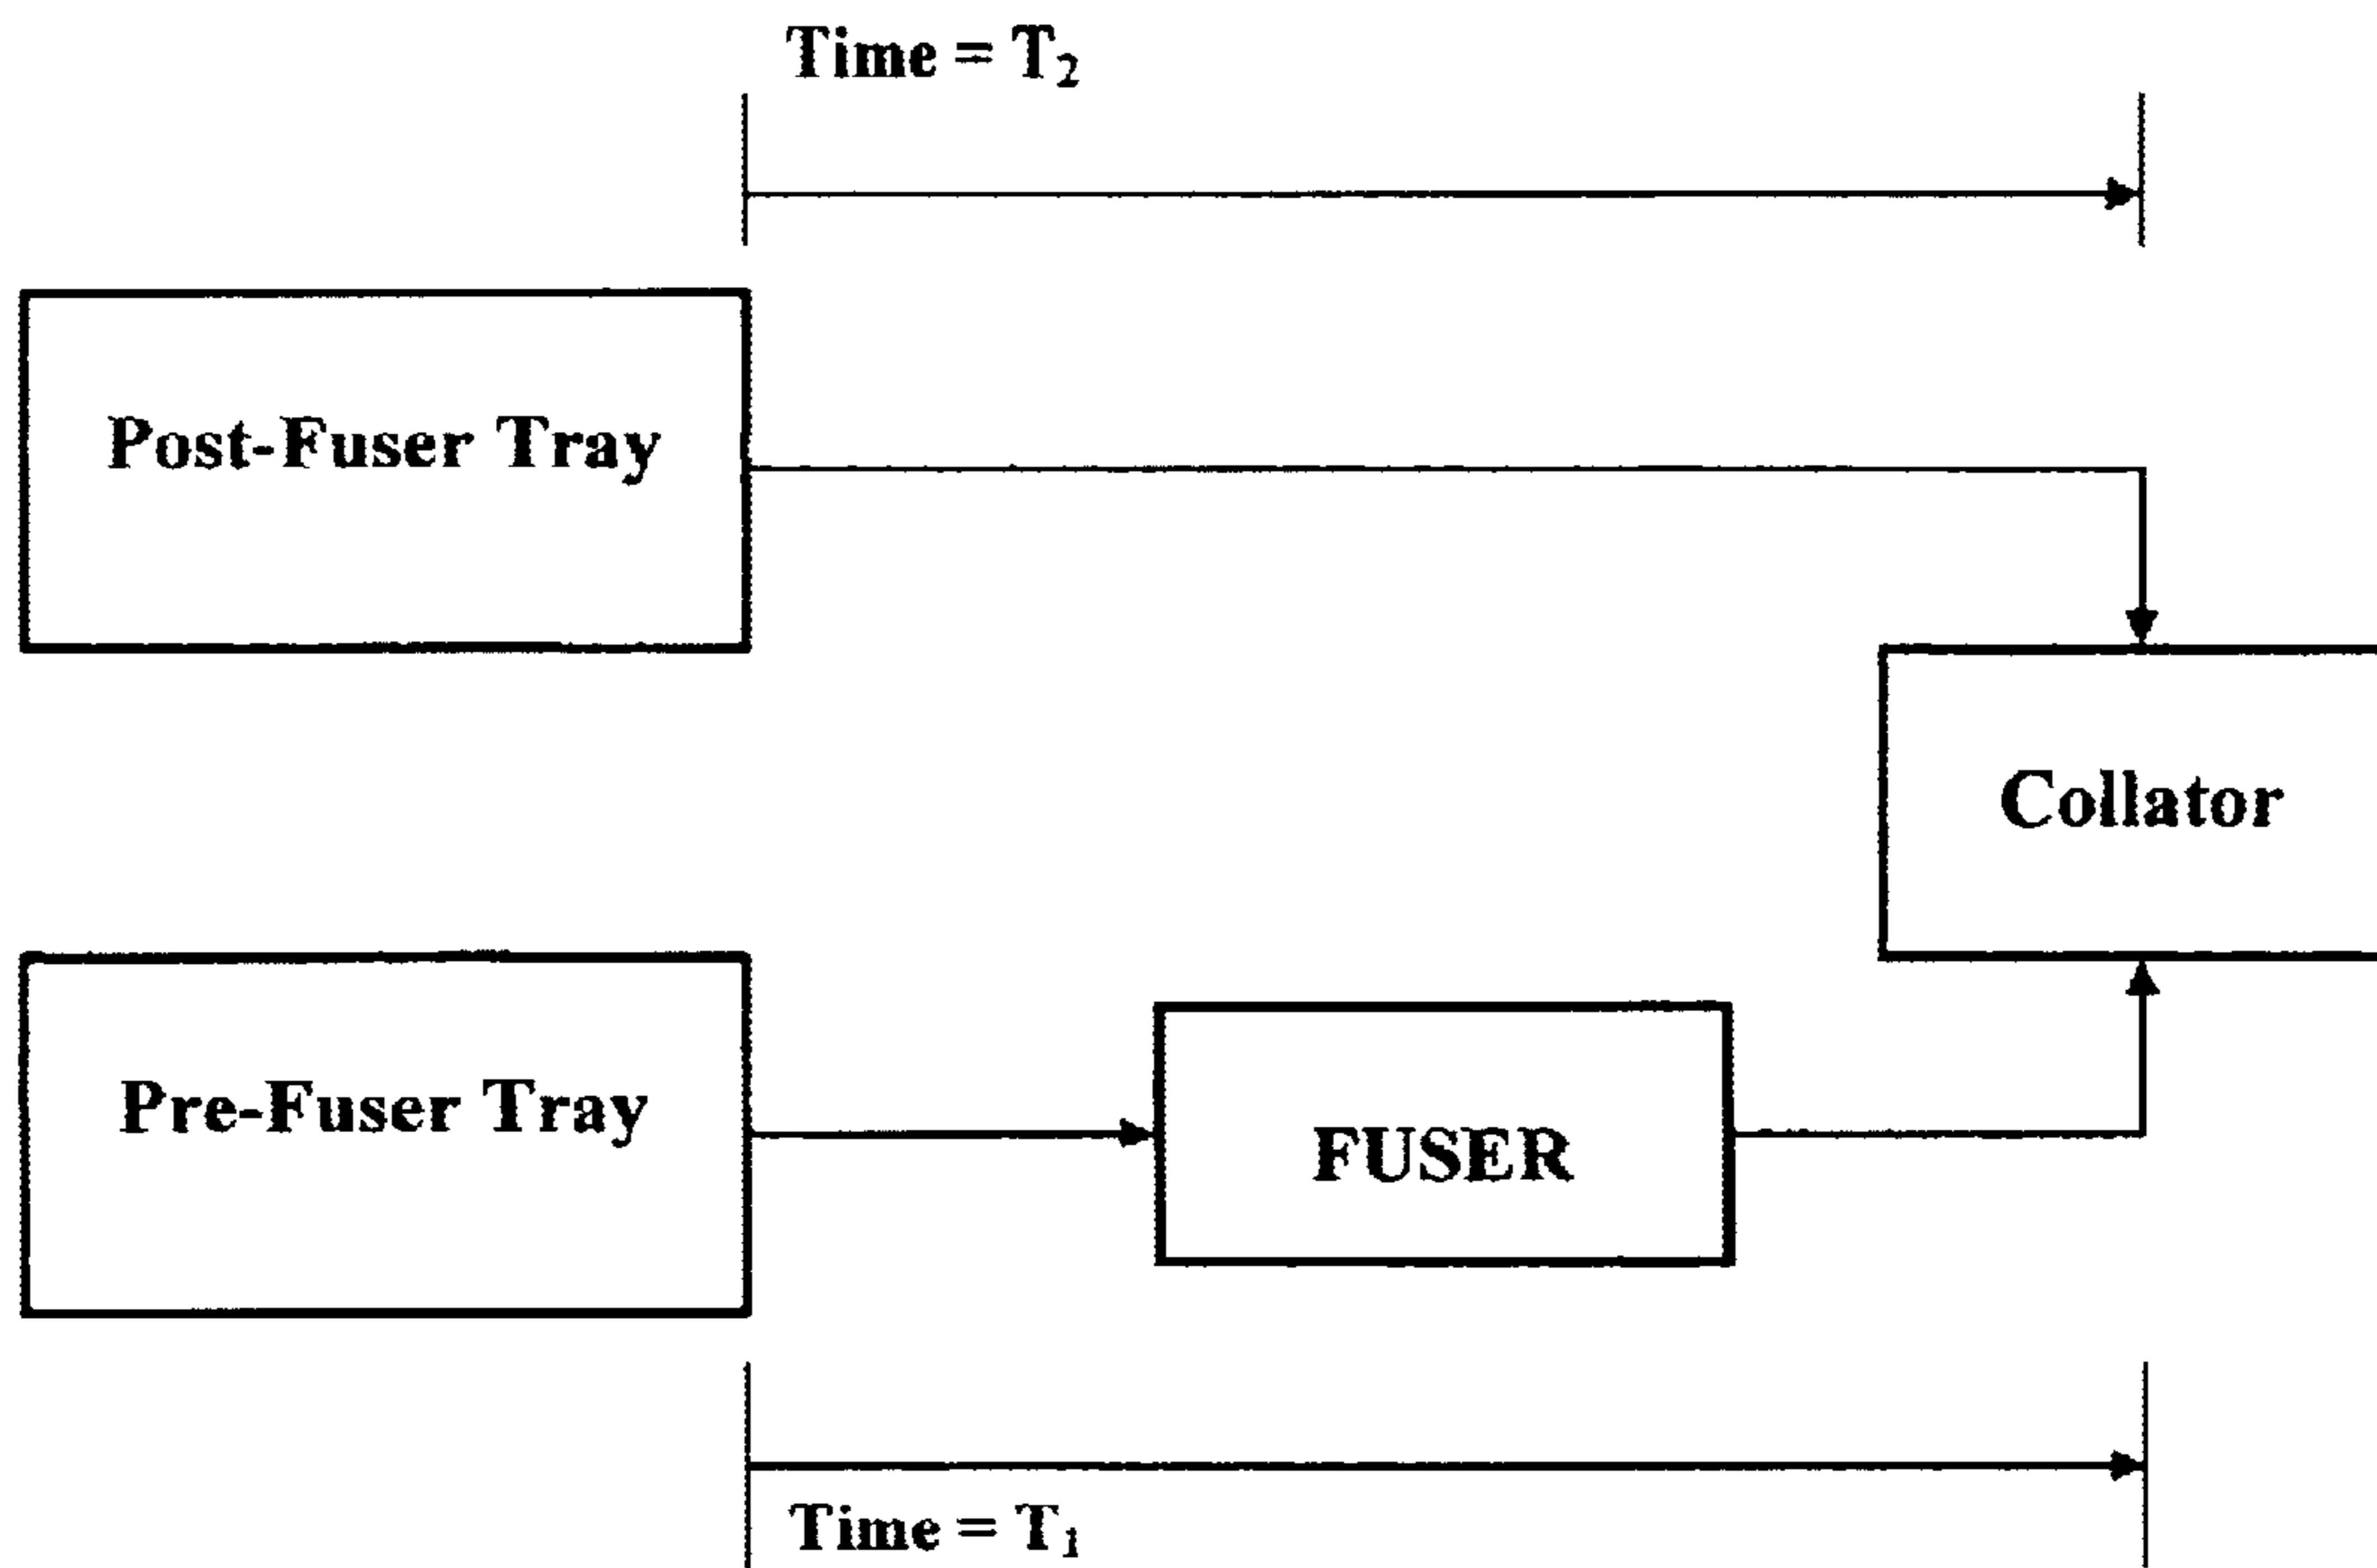 Time = T₂
Post-Fuser Tray
Collator
Pre-Fuser Tray
FUSER
Time = T₁